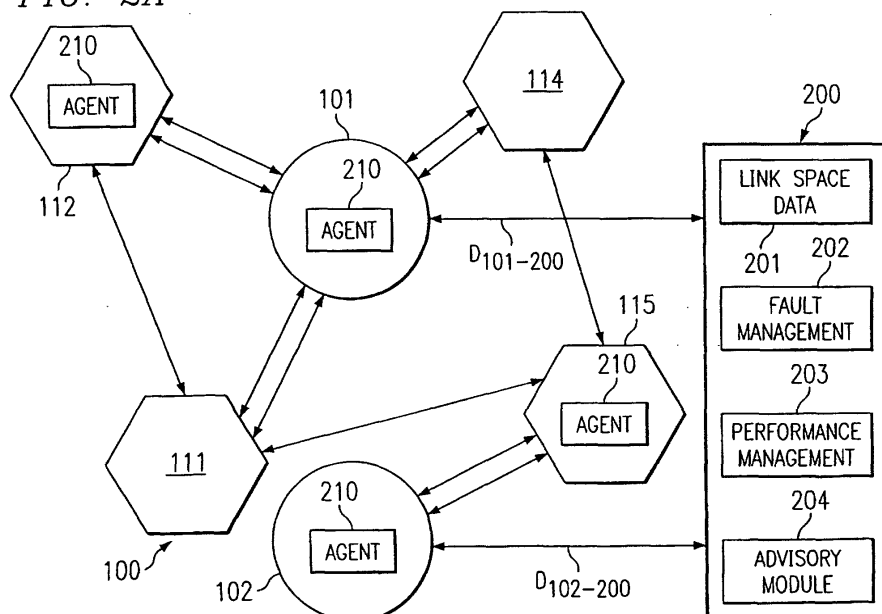 FIG. 2A
210
AGENT
112
101
210
AGENT
114
200
LINK SPACE
DATA
201
202
FAULT
MANAGEMENT
203
PERFORMANCE
MANAGEMENT
204
ADVISORY
MODULE
D101-200
115
210
AGENT
111
100
210
AGENT
102
D102-200